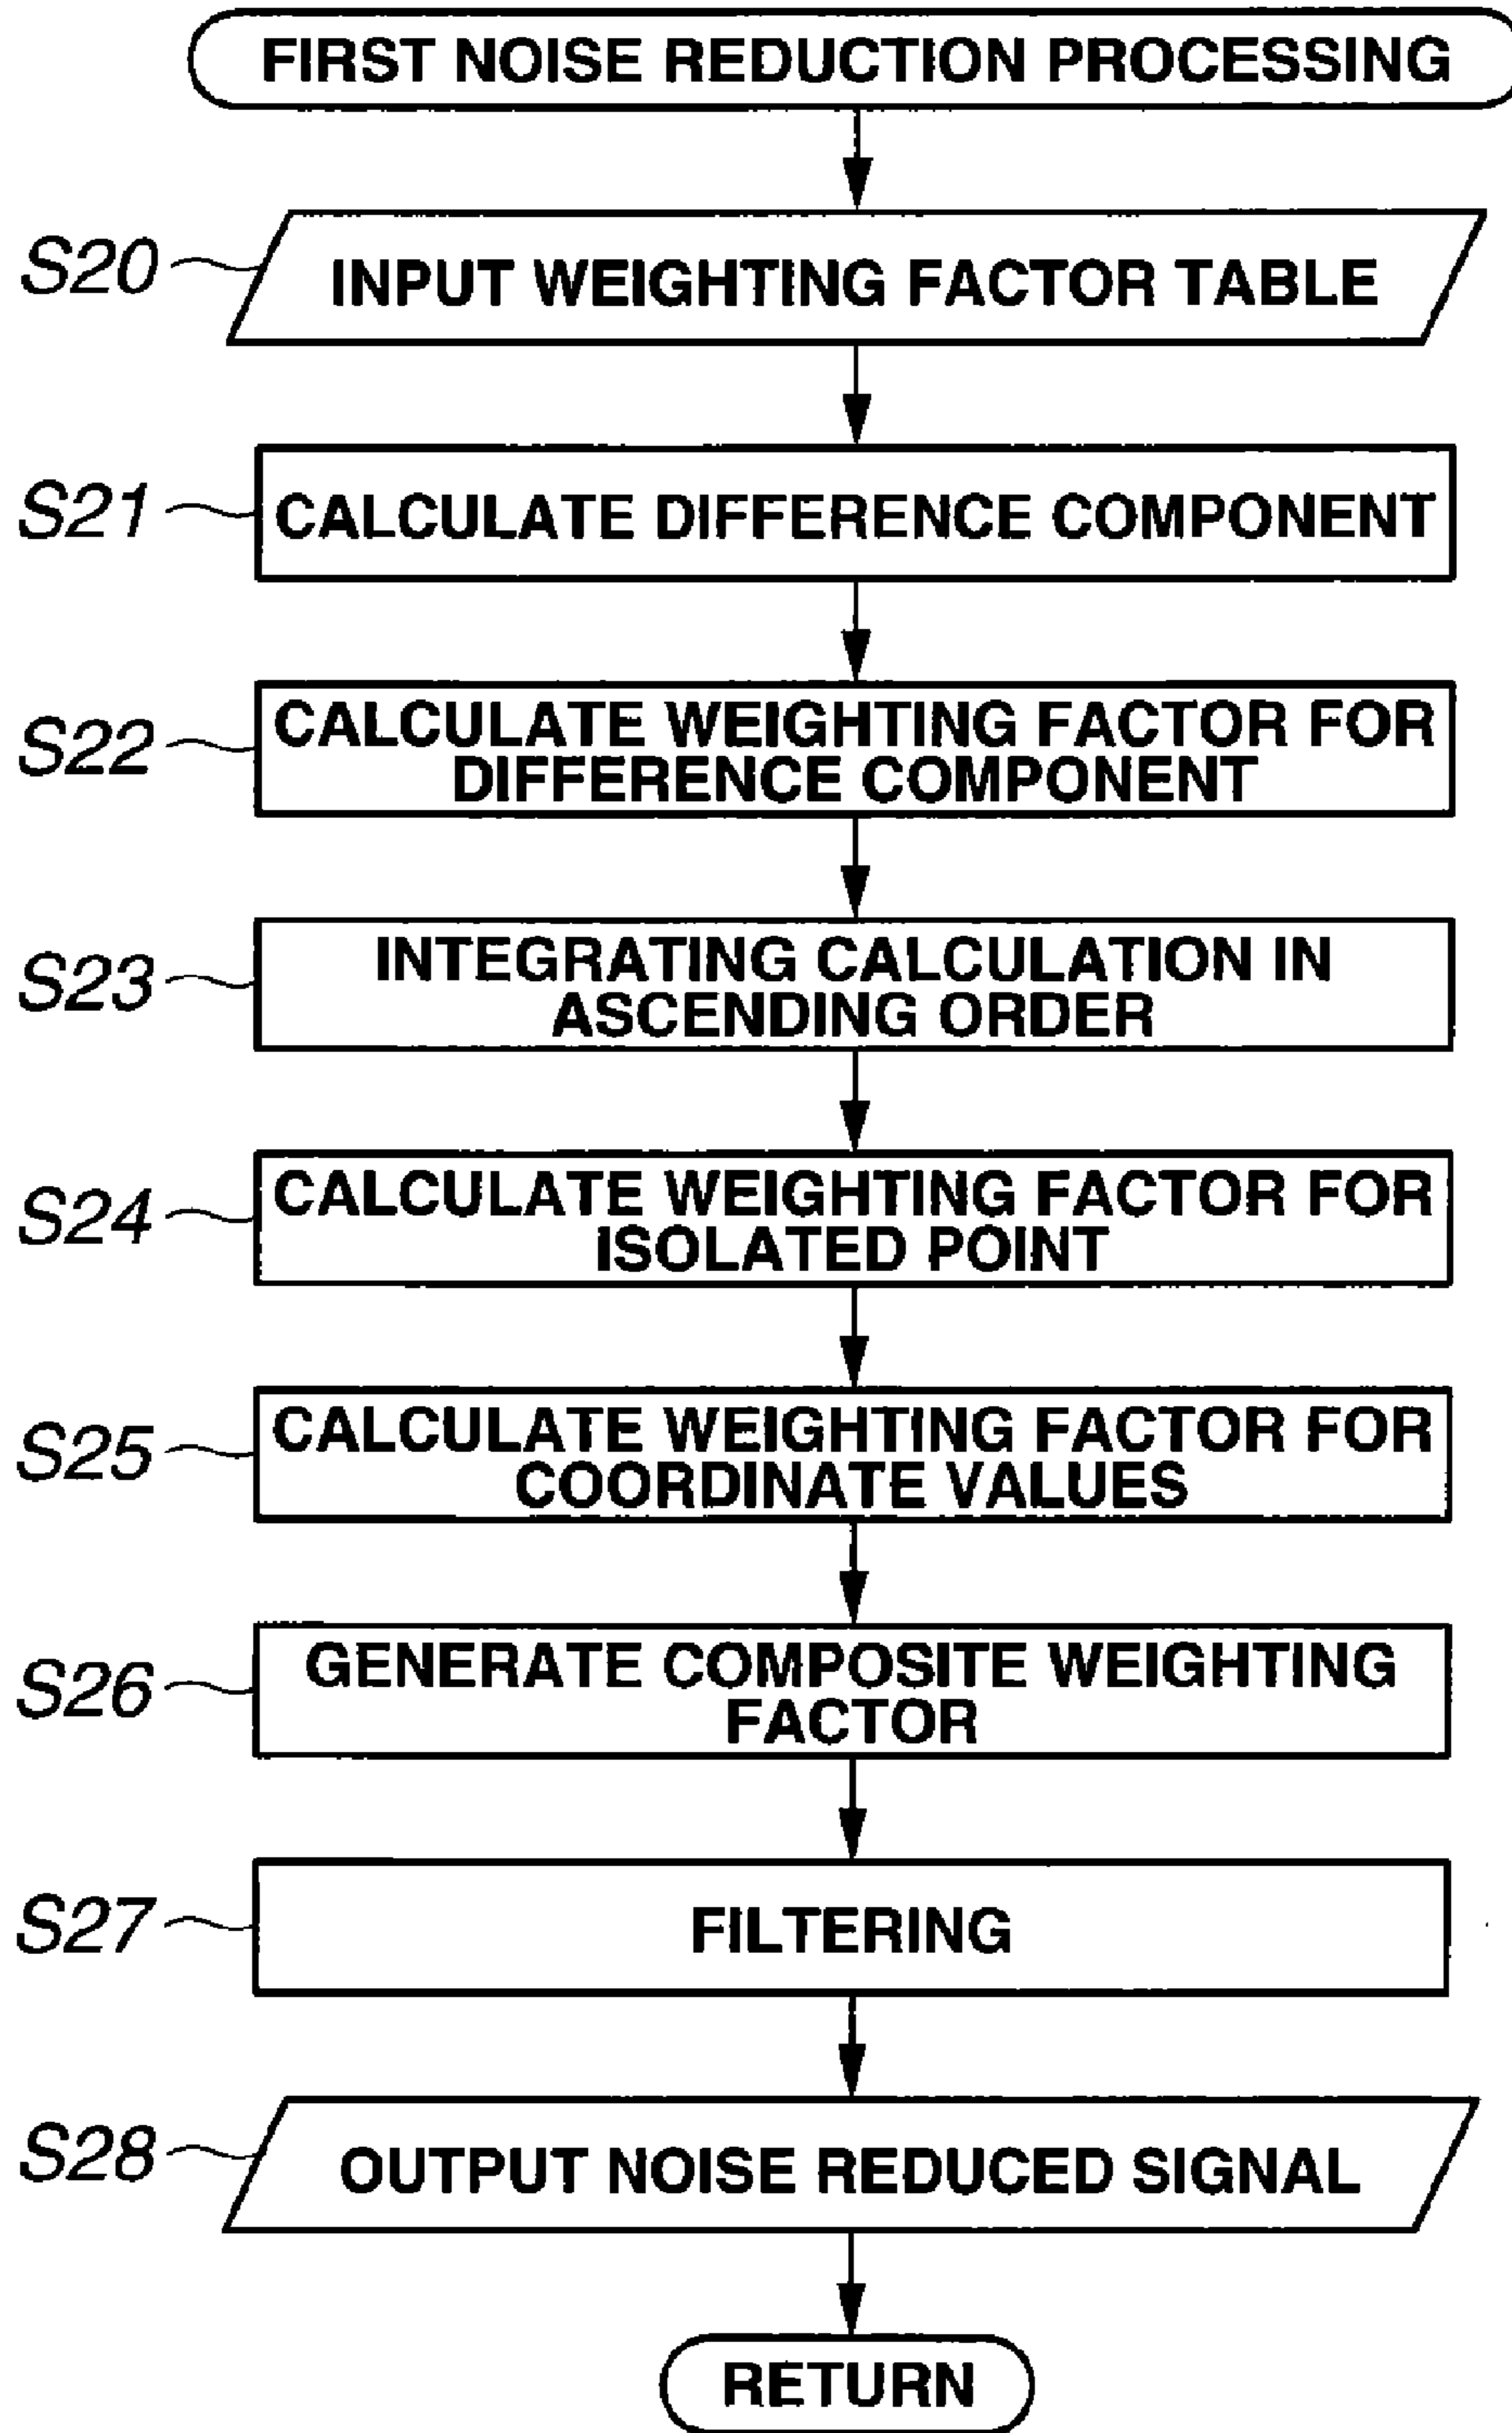 FIRST NOISE REDUCTION PROCESSING
S20
INPUT WEIGHTING FACTOR TABLE
S21
CALCULATE DIFFERENCE COMPONENT
S22
CALCULATE WEIGHTING FACTOR FOR
DIFFERENCE COMPONENT
S23
INTEGRATING CALCULATION IN
ASCENDING ORDER
S24
CALCULATE WEIGHTING FACTOR FOR
ISOLATED POINT
S25
CALCULATE WEIGHTING FACTOR FOR
COORDINATE VALUES
S26
GENERATE COMPOSITE WEIGHTING
FACTOR
S27
FILTERING
S28
OUTPUT NOISE REDUCED SIGNAL
RETURN